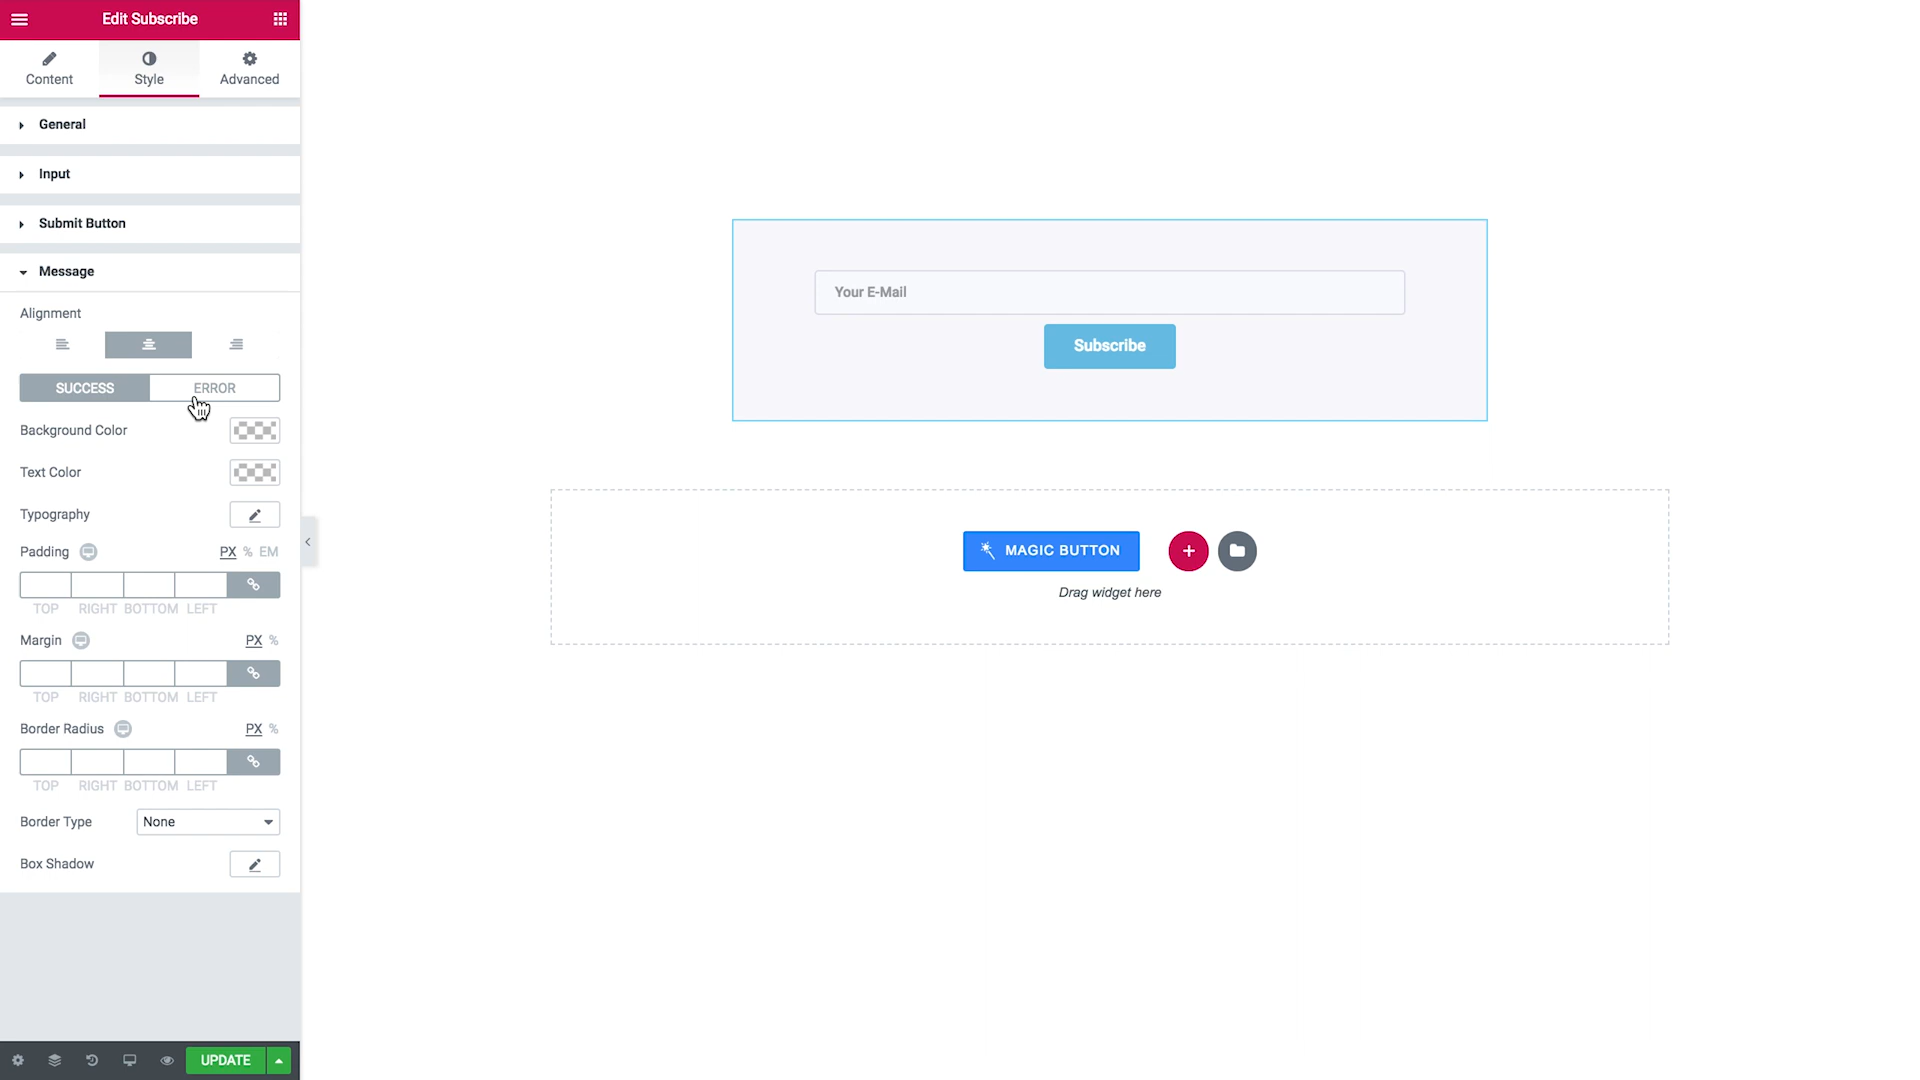 Edit Subscribe
Content
Style
Advanced
General
Input
Submit Button
Message
Alignment
SUCCESS
ERROR
Background Color
Text Color
Typography
Padding
PX % EM
TOP RIGHT BOTTOM LEFT
Margin
PX %
TOP RIGHT BOTTOM LEFT
Border Radius
PX %
TOP RIGHT BOTTOM LEFT
Border Type
None
Box Shadow
UPDATE
Your E-Mail
Subscribe
MAGIC BUTTON
Drag widget here